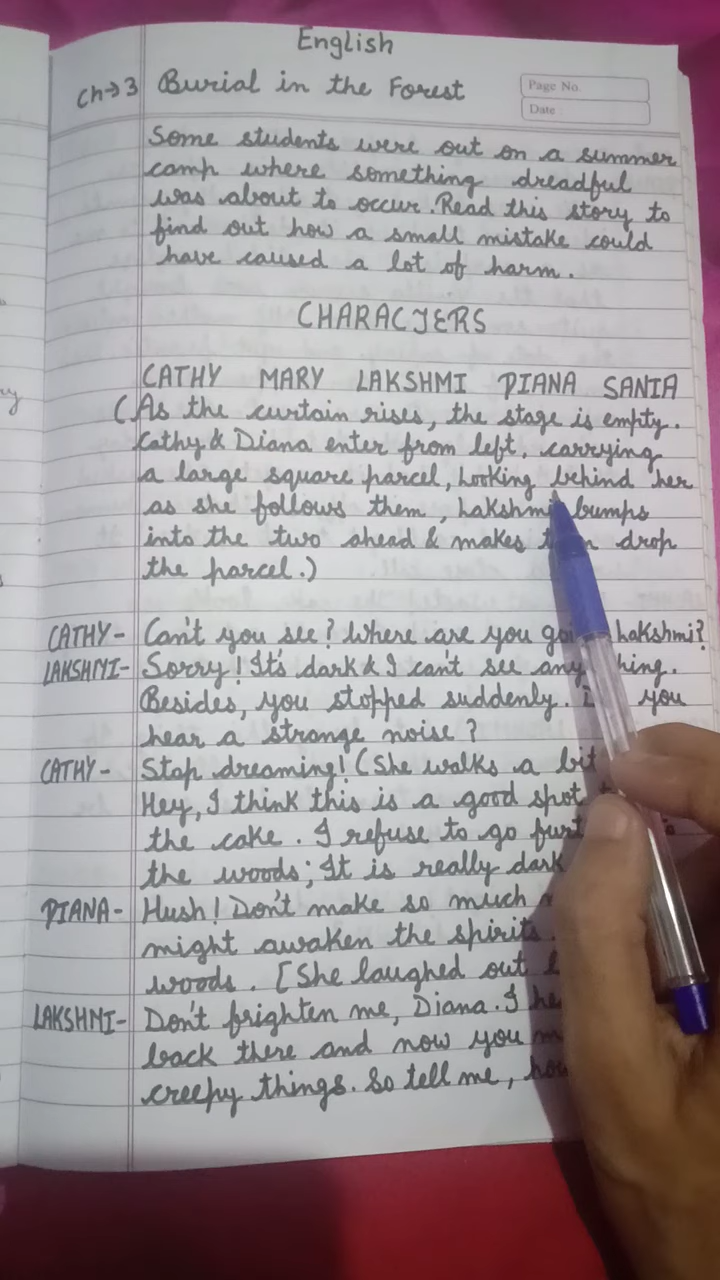 English
Ch→3 Burial in the Forest
Page No.
Date
Some students were out on a summer
camp where something dreadful
was about to occur. Read this story to
find out how a small mistake could
have caused a lot of harm.
CHARACTERS
CATHY MARY LAKSHMI DIANA SANIA
(As the curtain rises, the stage is empty.
Cathy & Diana enter from left, carrying
a large square parcel, Looking behind her
as she follows them, Lakshmi bumps
into the two ahead & makes drop
the parcel.)
CATHY- Can't you see? Where are you Lakshmi?
LAKSHMI- Sorry! It's dark & I can't see any hing.
Besides, you stopped suddenly. you
hear a strange noise?
CATHY- Stop dreaming! (She walks a bit
Hey, I think this is a good spot
the cake. I refuse to go
the woods; It is really dark
DIANA- Hush! Don't make so much
might awaken the spirits
woods. [She laughed out
LAKSHMI- Don't frighten me, Diana. I
back there and now you
creepy things. So tell me,